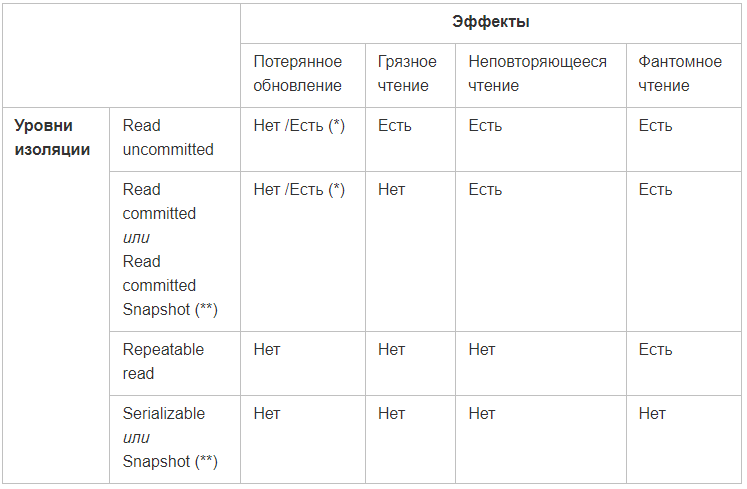 Эффекты
Потерянное обновление
Грязное чтение
Неповторяющееся чтение
Фантомное чтение
Уровни изоляции
Read uncommitted
Нет /Есть (*)
Есть
Есть
Есть
Read committed
или
Read committed Snapshot (**)
Нет /Есть (*)
Нет
Есть
Есть
Repeatable read
Нет
Нет
Нет
Есть
Serializable
или
Snapshot (**)
Нет
Нет
Нет
Нет